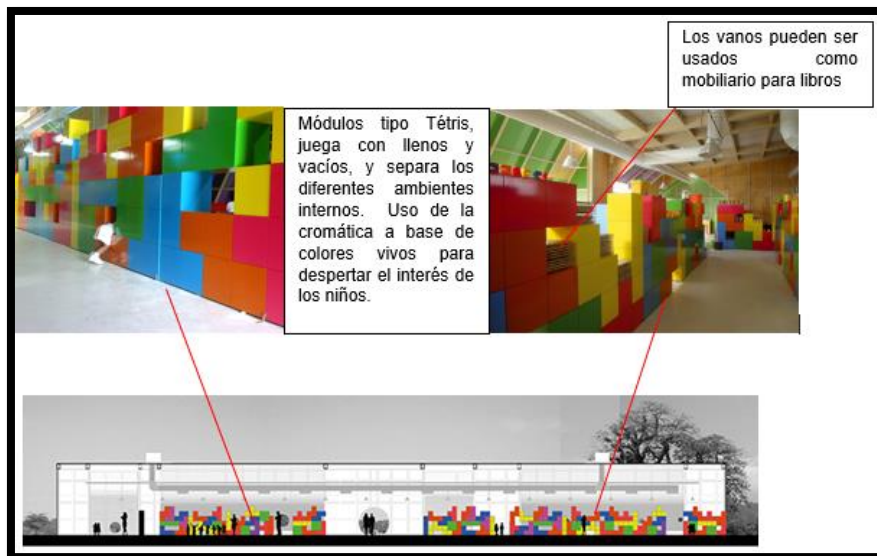 Los vanos pueden ser
usados como
mobiliario para libros
Módulos tipo Tétris,
juega con llenos y
vacíos, y separa los
diferentes ambientes
internos. Uso de la
cromática a base de
colores vivos para
despertar el interés de
los niños.